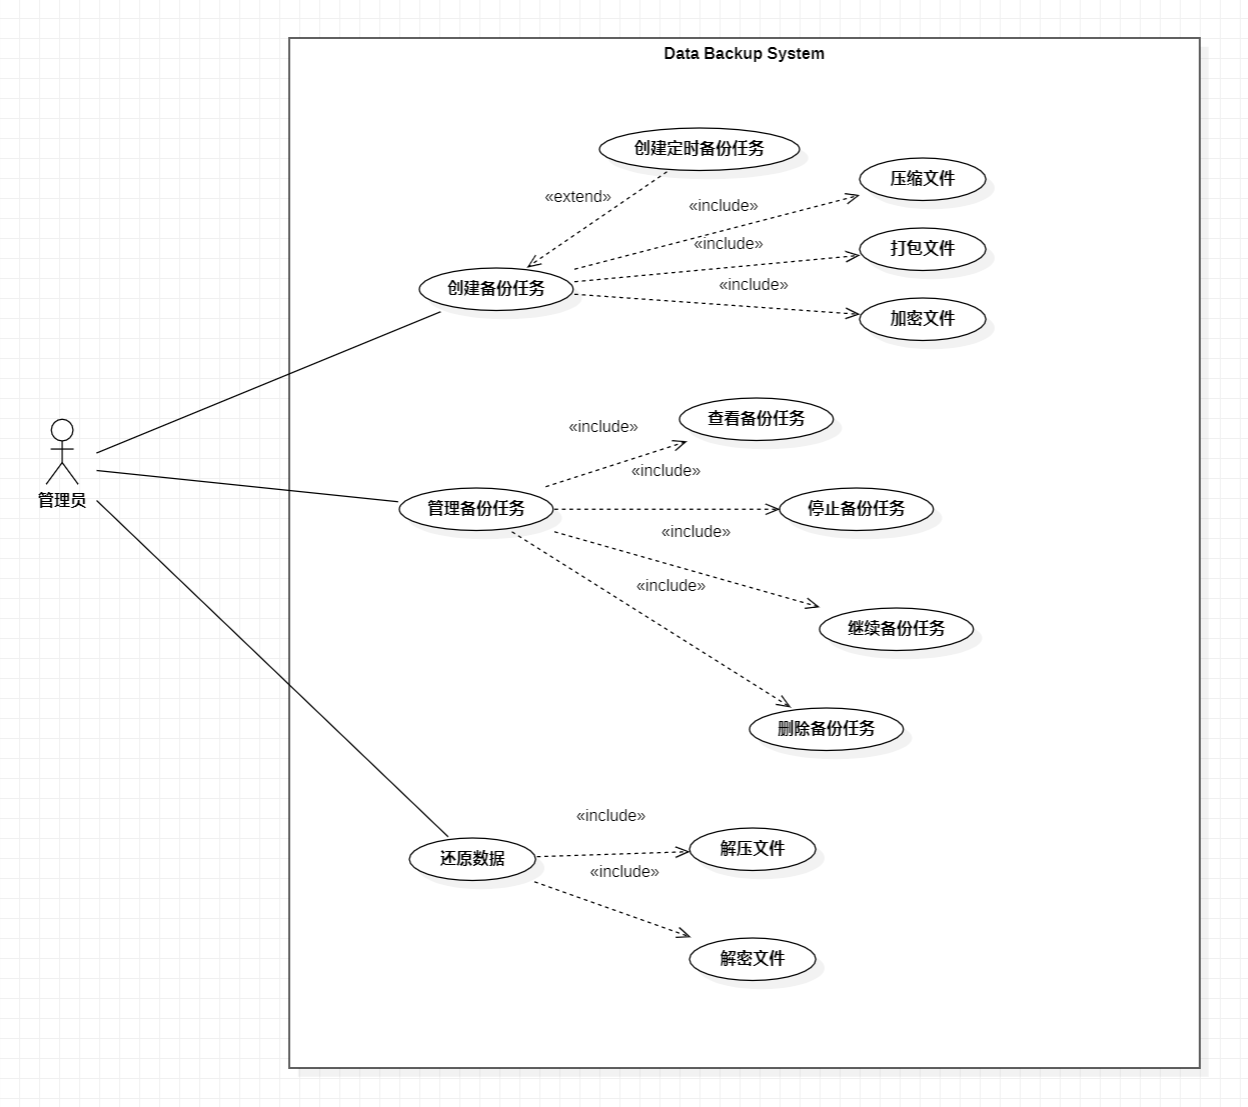 Data Backup System
创建定时备份任务
压缩文件
«extend»
«include»
«include»
打包文件
«include»
创建备份任务
加密文件
«include»
查看备份任务
«include»
管理员
管理备份任务
停止备份任务
«include»
«include»
继续备份任务
删除备份任务
«include»
还原数据
解压文件
«include»
解密文件